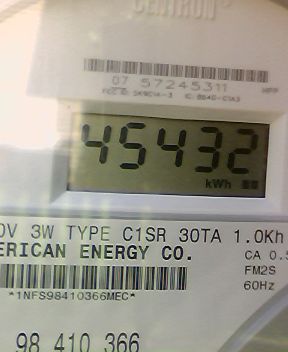 CENTRON®
07 57245311
45432
kWh
0V 3W TYPE C1SR 30TA 1.0Kh
ERICAN ENERGY CO.
CA 0.5
FM2S
*1NFS98410366MEC*
60Hz
98 410 366